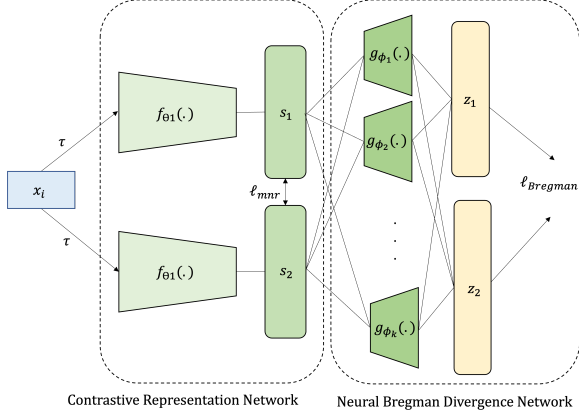 x_i
τ
τ
f_θ1(.)
f_θ1(.)
s_1
ℓ_mnr
s_2
g_ϕ1(.)
g_ϕ2(.)
.
.
.
g_ϕk(.)
z_1
z_2
ℓ_Bregman
Contrastive Representation Network
Neural Bregman Divergence Network